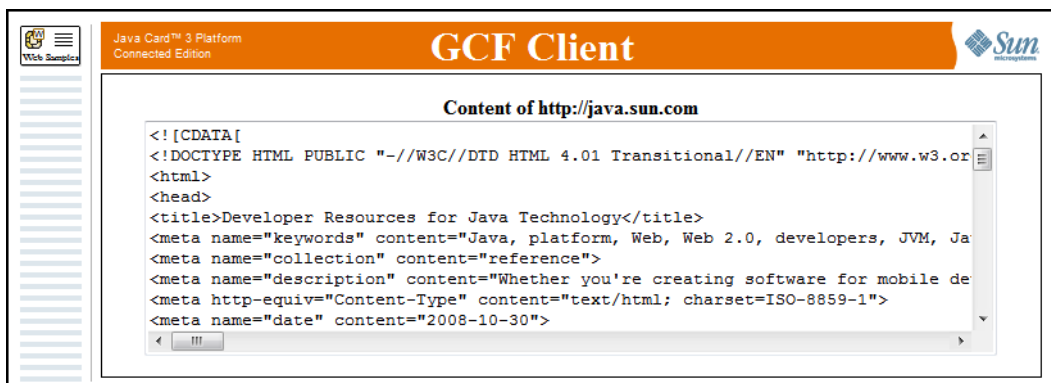 Web Samples
Java Card™ 3 Platform
Connected Edition
GCF Client
Sun
microsystems
Content of http://java.sun.com
<![CDATA[
<!DOCTYPE HTML PUBLIC "-//W3C//DTD HTML 4.01 Transitional//EN" "http://www.w3.or
<html>
<head>
<title>Developer Resources for Java Technology</title>
<meta name="keywords" content="Java, platform, Web, Web 2.0, developers, JVM, Ja
<meta name="collection" content="reference">
<meta name="description" content="Whether you're creating software for mobile de
<meta http-equiv="Content-Type" content="text/html; charset=ISO-8859-1">
<meta name="date" content="2008-10-30">